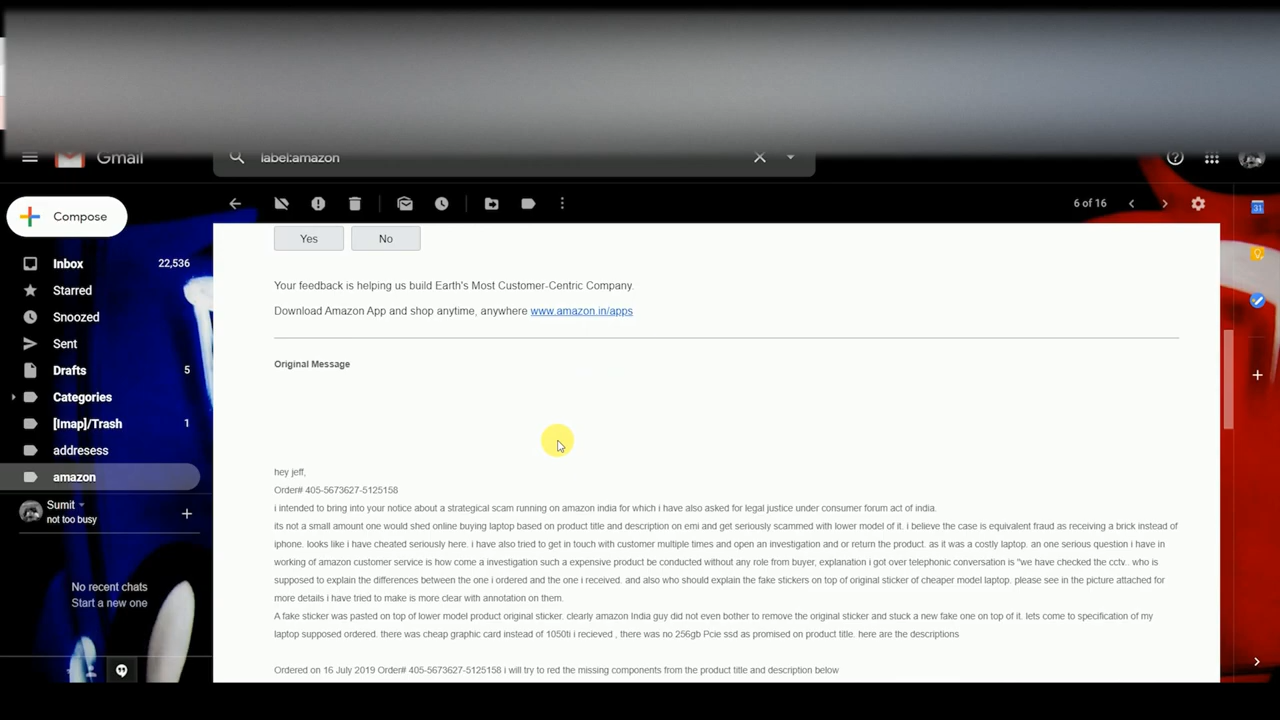 Gmail
label:amazon
Compose
6 of 16
Inbox 22,536
Starred
Snoozed
Sent
Drafts 5
Categories
[Imap]/Trash 1
addresess
amazon
Sumit
not too busy
No recent chats
Start a new one
Yes No
Your feedback is helping us build Earth's Most Customer-Centric Company.
Download Amazon App and shop anytime, anywhere www.amazon.in/apps
Original Message
hey jeff,
Order# 405-5673627-5125158
i intended to bring into your notice about a strategical scam running on amazon india for which i have also asked for legal justice under consumer forum act of india.
its not a small amount one would shed online buying laptop based on product title and description on emi and get seriously scammed with lower model of it. i believe the case is equivalent fraud as receiving a brick instead of
iphone. looks like i have cheated seriously here. i have also tried to get in touch with customer multiple times and open an investigation and or return the product. as it was a costly laptop. an one serious question i have in
working of amazon customer service is how come a investigation such a expensive product be conducted without any role from buyer, explanation i got over telephonic conversation is "we have checked the cctv.. who is
supposed to explain the differences between the one i ordered and the one i received. and also who should explain the fake stickers on top of original sticker of cheaper model laptop. please see in the picture attached for
more details i have tried to make is more clear with annotation on them.
A fake sticker was pasted on top of lower model product original sticker. clearly amazon India guy did not even bother to remove the original sticker and stuck a new fake one on top of it. lets come to specification of my
laptop supposed ordered. there was cheap graphic card instead of 1050ti i recieved , there was no 256gb Pcie ssd as promised on product title. here are the descriptions
Ordered on 16 July 2019 Order# 405-5673627-5125158 i will try to red the missing components from the product title and description below
31